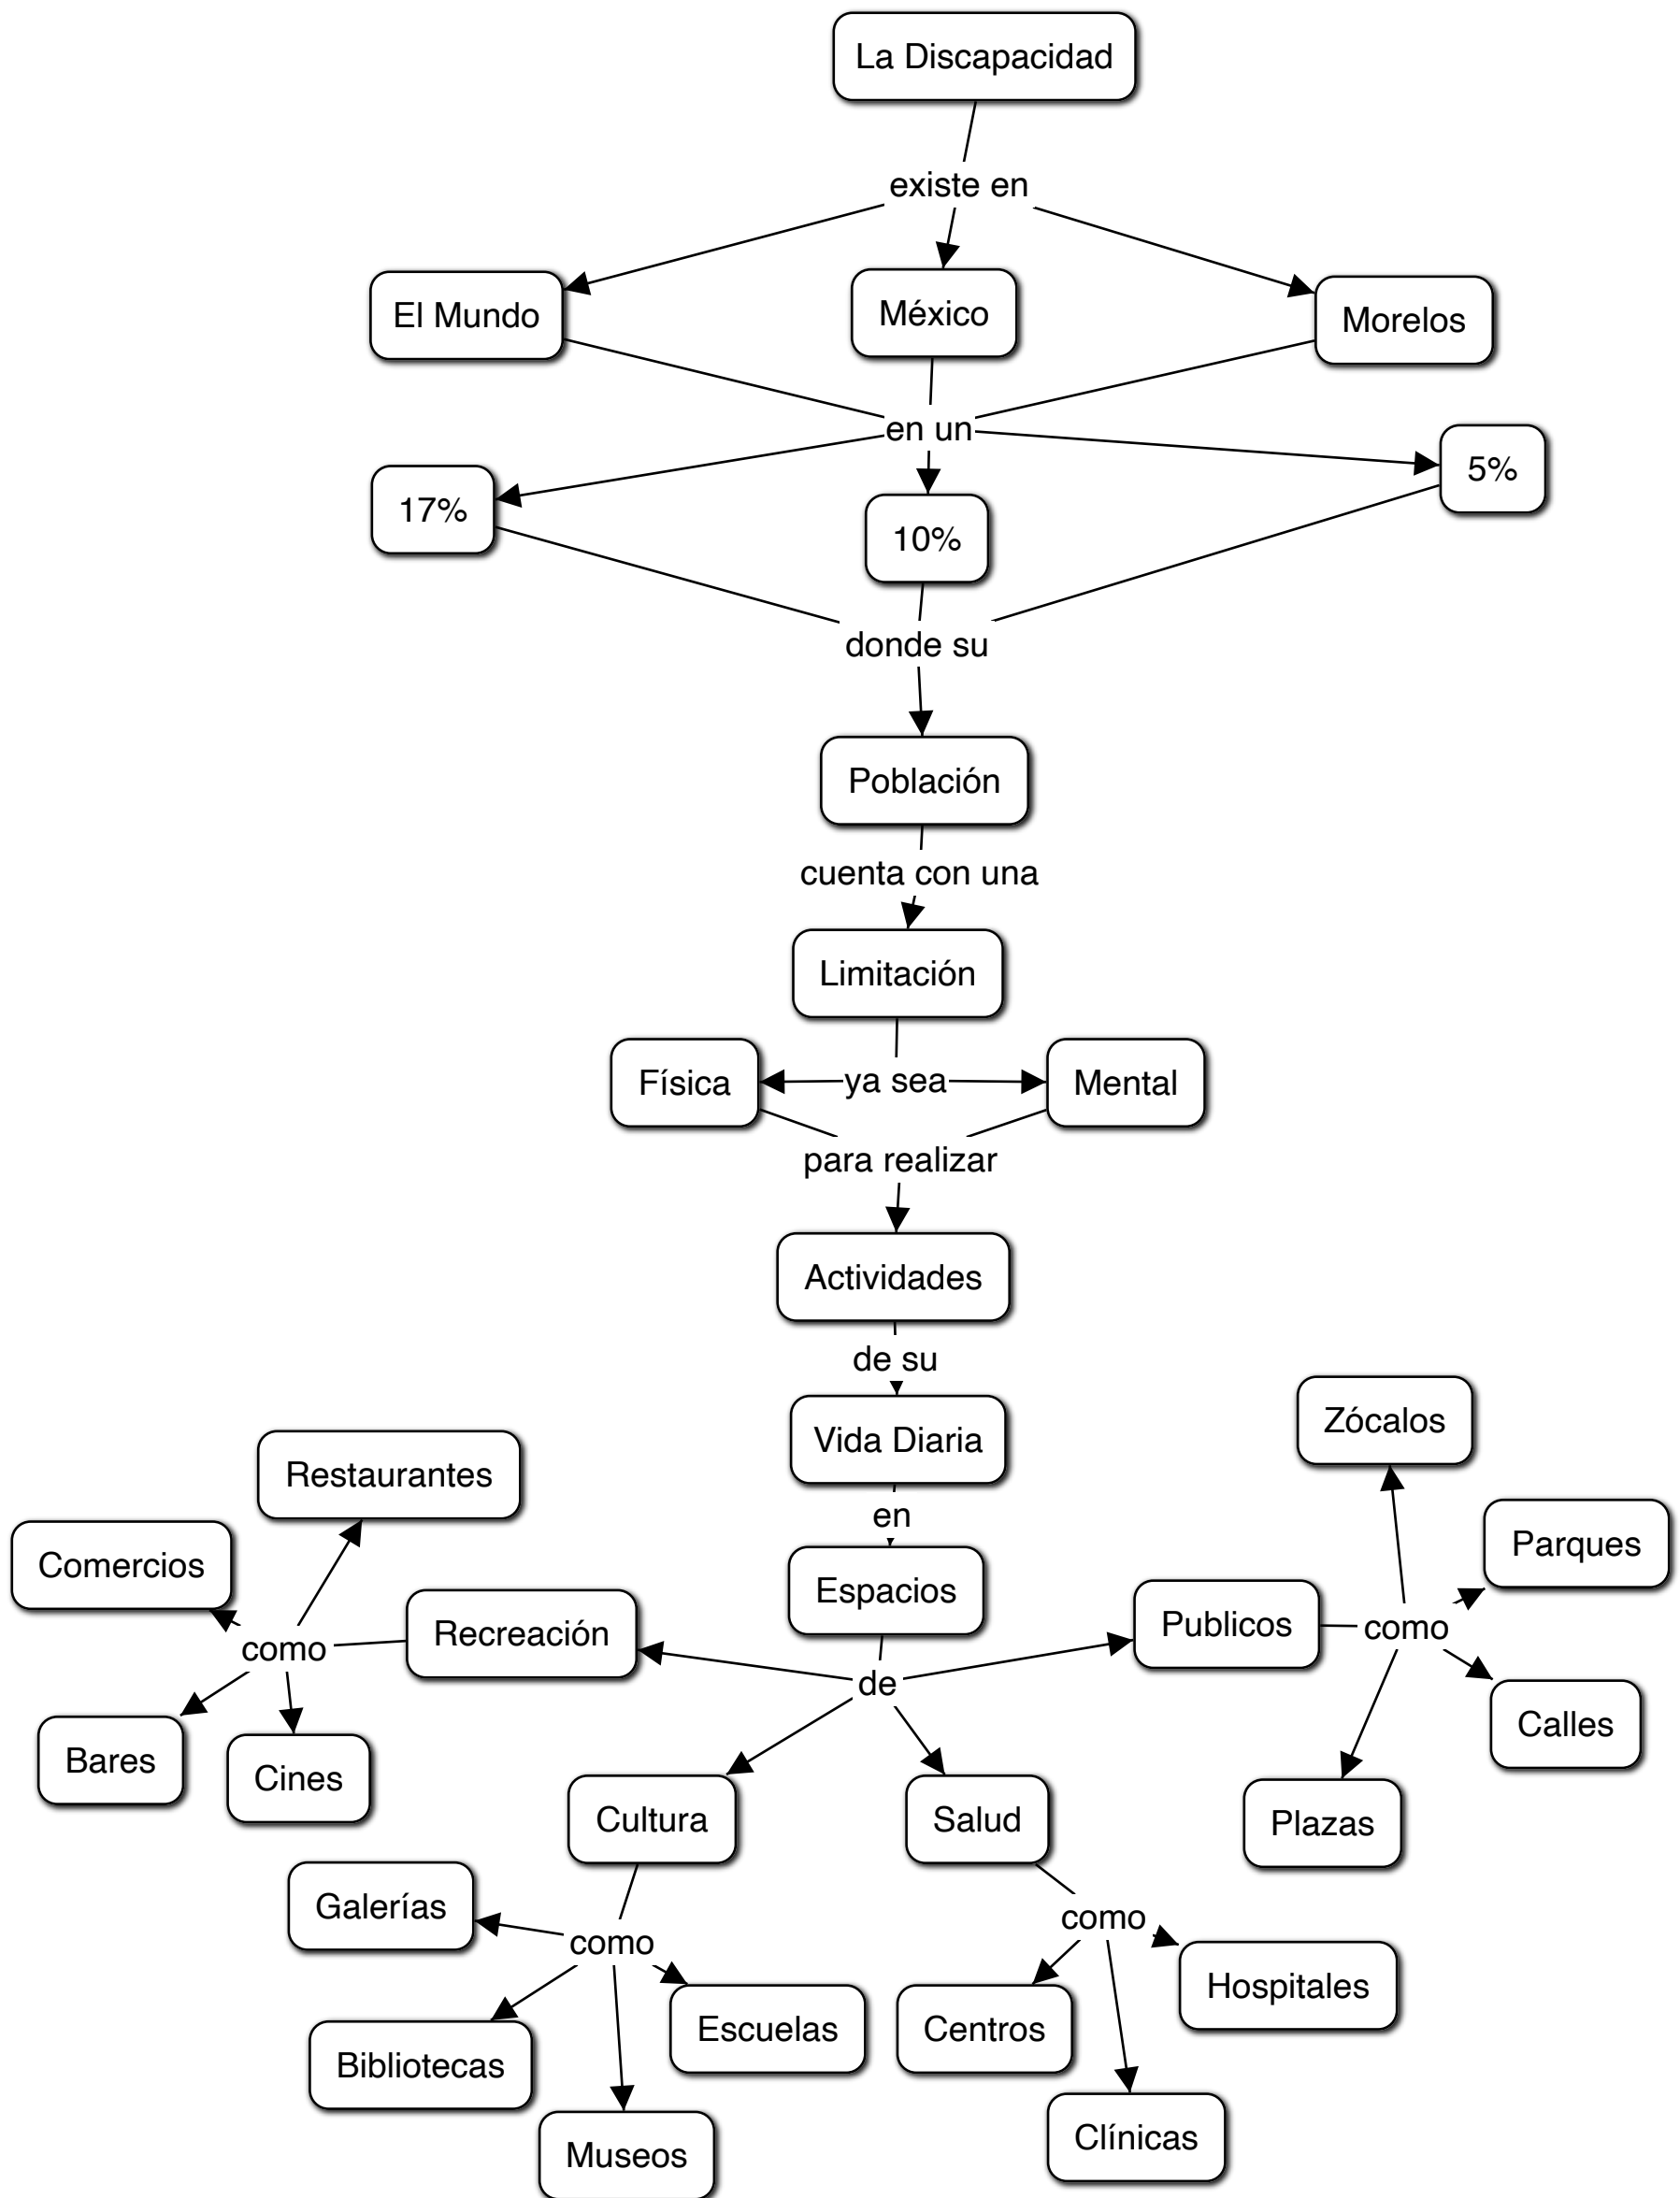 La Discapacidad
existe en
El Mundo
México
Morelos
en un
17%
10%
5%
donde su
Población
cuenta con una
Limitación
Física
ya sea
Mental
para realizar
Actividades
de su
Vida Diaria
en
Espacios
de
Recreación
como
Restaurantes
Comercios
Bares
Cines
Cultura
como
Galerías
Bibliotecas
Museos
Escuelas
Salud
como
Centros
Clínicas
Hospitales
Publicos
como
Zócalos
Parques
Calles
Plazas